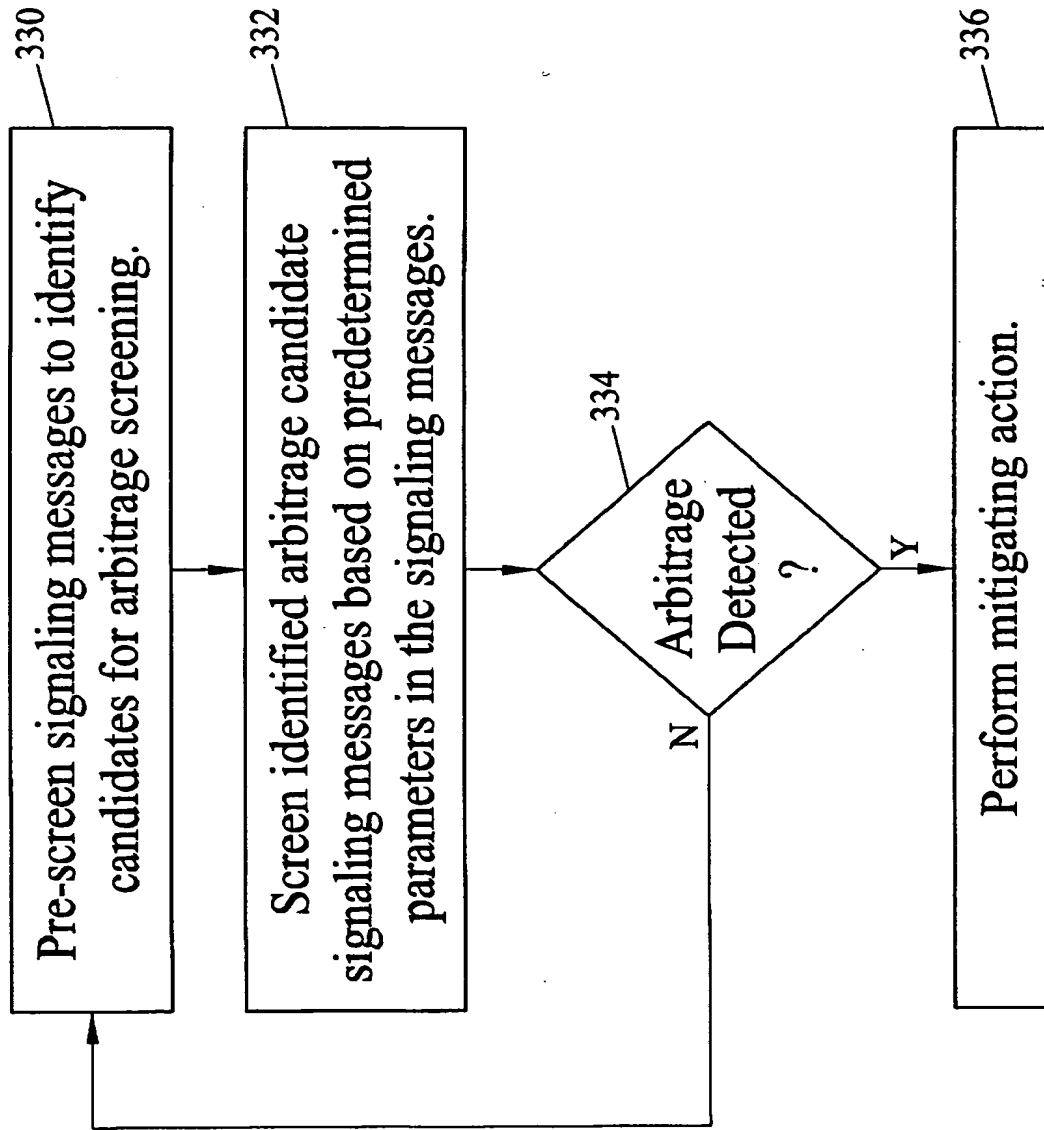 330
Pre-screen signaling messages to identify
candidates for arbitrage screening.
332
Screen identified arbitrage candidate
signaling messages based on predetermined
parameters in the signaling messages.
334
Arbitrage
Detected
?
N
Y
336
Perform mitigating action.